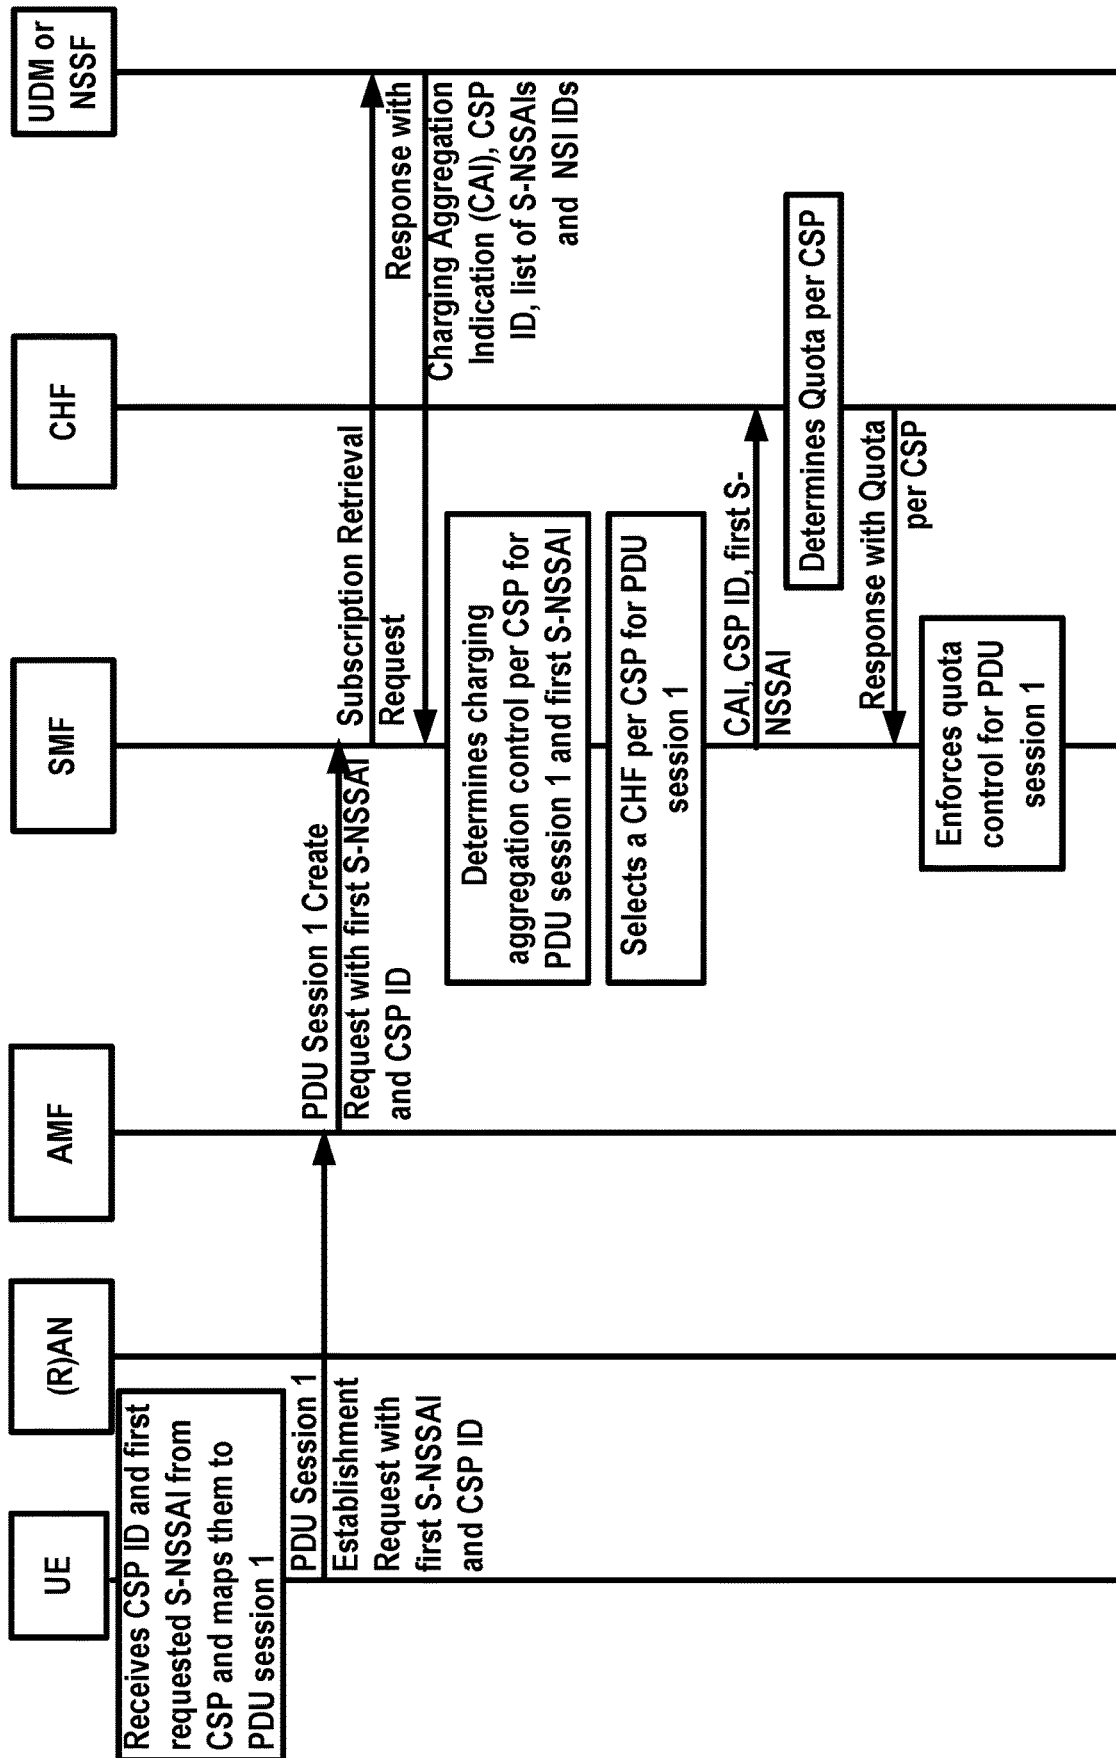 UE
(R)AN
AMF
SMF
CHF
UDM or
NSSF
Receives CSP ID and first
requested S-NSSAI from
CSP and maps them to
PDU session 1
PDU Session 1
Establishment
Request with
first S-NSSAI
and CSP ID
PDU Session 1 Create
Request with first S-NSSAI
and CSP ID
Subscription Retrieval
Request
Response with
Charging Aggregation
Indication (CAI), CSP
ID, list of S-NSSAIs
and NSI IDs
Determines charging
aggregation control per CSP for
PDU session 1 and first S-NSSAI
Selects a CHF per CSP for PDU
session 1
CAI, CSP ID, first S-
NSSAI
Determines Quota per CSP
Response with Quota
per CSP
Enforces quota
control for PDU
session 1